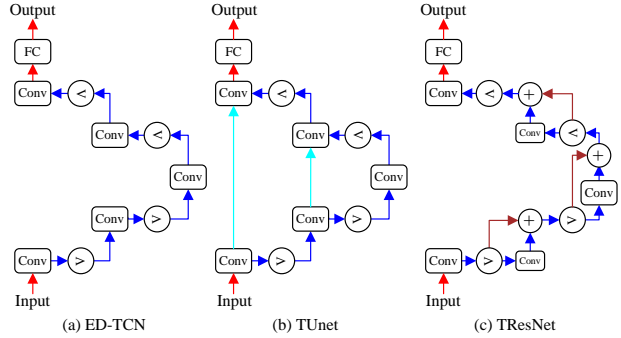 Output Output Output
FC FC FC
Conv < Conv < Conv < +
Conv < Conv < Conv < +
Conv Conv Conv
Conv > Conv > + >
Conv > Conv > Conv > Conv
Input Input Input
(a) ED-TCN (b) TUnet (c) TResNet